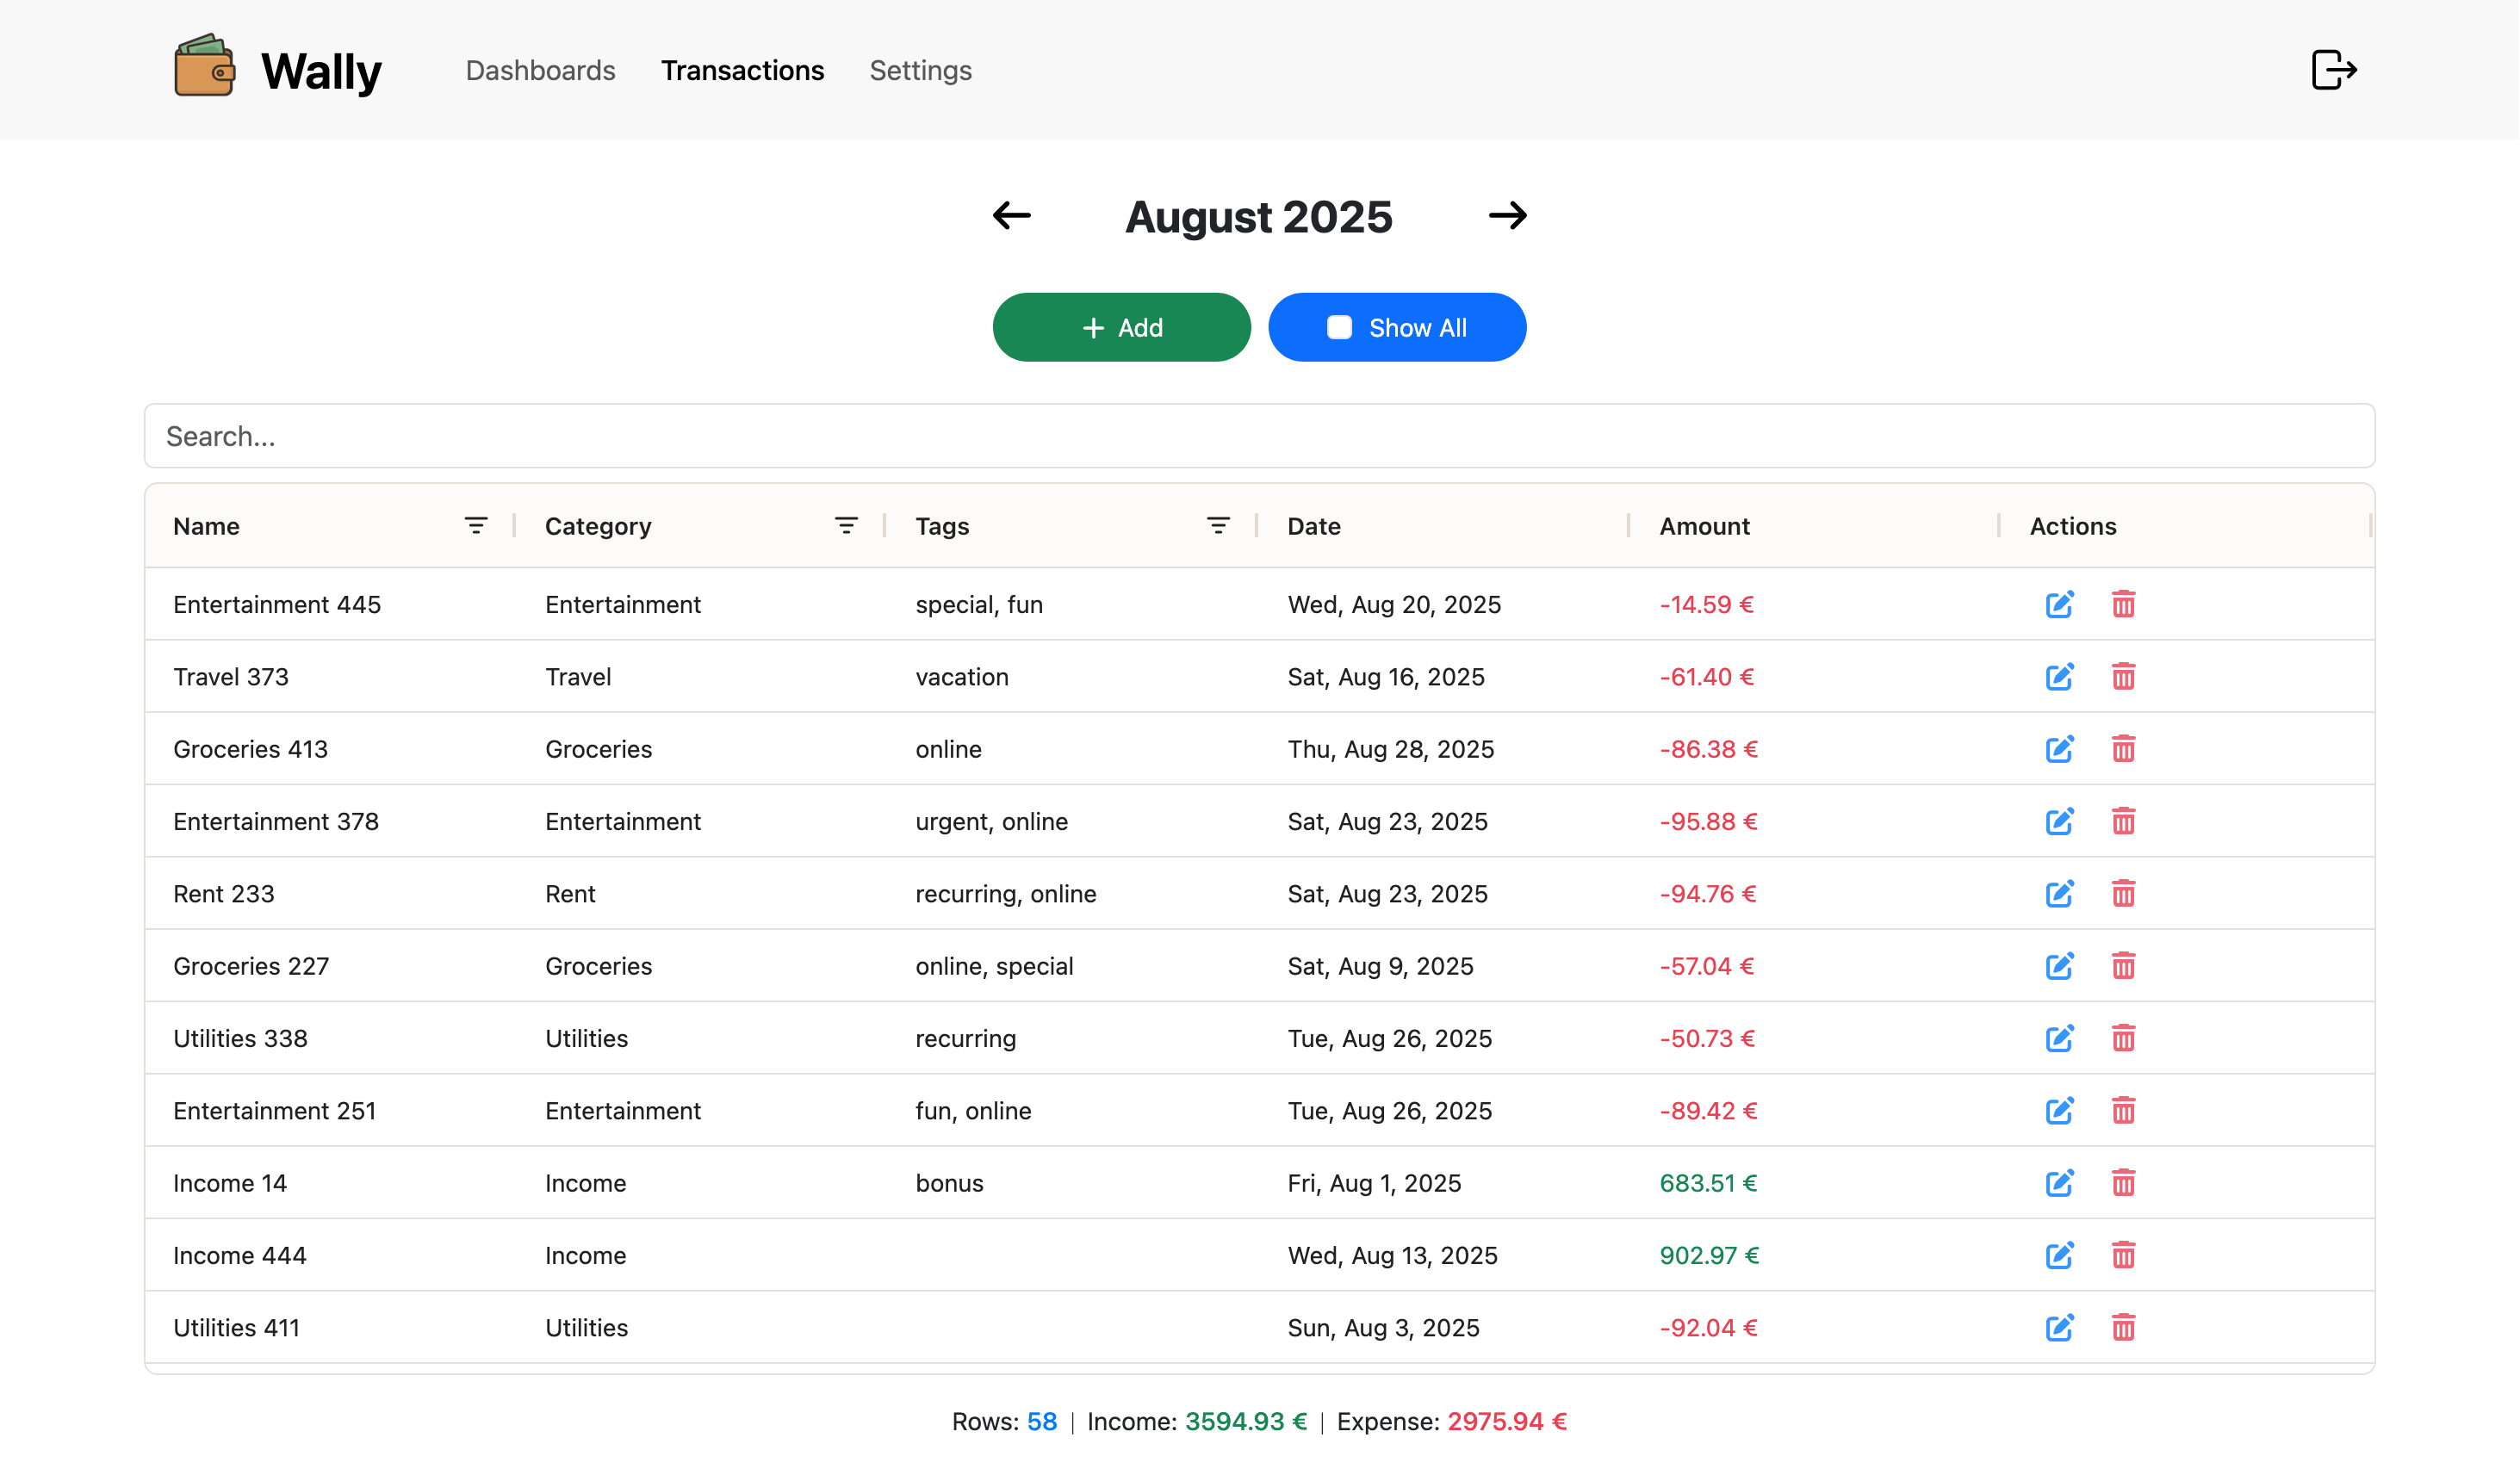 Wally Dashboards Transactions Settings
August 2025
+ Add Show All
Search...
Name Category Tags Date Amount Actions
Entertainment 445 Entertainment special, fun Wed, Aug 20, 2025 -14.59 €
Travel 373 Travel vacation Sat, Aug 16, 2025 -61.40 €
Groceries 413 Groceries online Thu, Aug 28, 2025 -86.38 €
Entertainment 378 Entertainment urgent, online Sat, Aug 23, 2025 -95.88 €
Rent 233 Rent recurring, online Sat, Aug 23, 2025 -94.76 €
Groceries 227 Groceries online, special Sat, Aug 9, 2025 -57.04 €
Utilities 338 Utilities recurring Tue, Aug 26, 2025 -50.73 €
Entertainment 251 Entertainment fun, online Tue, Aug 26, 2025 -89.42 €
Income 14 Income bonus Fri, Aug 1, 2025 683.51 €
Income 444 Income Wed, Aug 13, 2025 902.97 €
Utilities 411 Utilities Sun, Aug 3, 2025 -92.04 €
Rows: 58 | Income: 3594.93 € | Expense: 2975.94 €